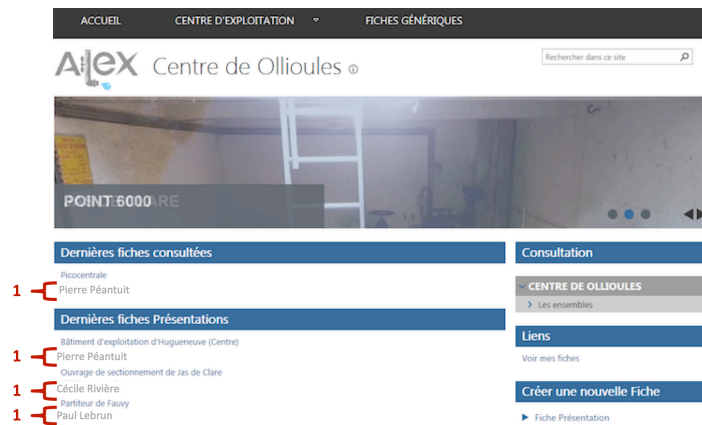 ACCUEIL CENTRE D'EXPLOITATION FICHES GÉNÉRIQUES
Alex Centre de Ollioules
Rechercher dans ce site
POINT 6000
Dernières fiches consultées
Picocentrale
1 Pierre Péantuit
Dernières fiches Présentations
Bâtiment d'exploitation d'Hugueneuve (Centre)
1 Pierre Péantuit
Ouvrage de sectionnement de Jas de Clare
1 Cécile Rivière
Partiteur de Fauvy
1 Paul Lebrun
Consultation
CENTRE DE OLLIOULES
Les ensembles
Liens
Voir mes fiches
Créer une nouvelle Fiche
Fiche Présentation